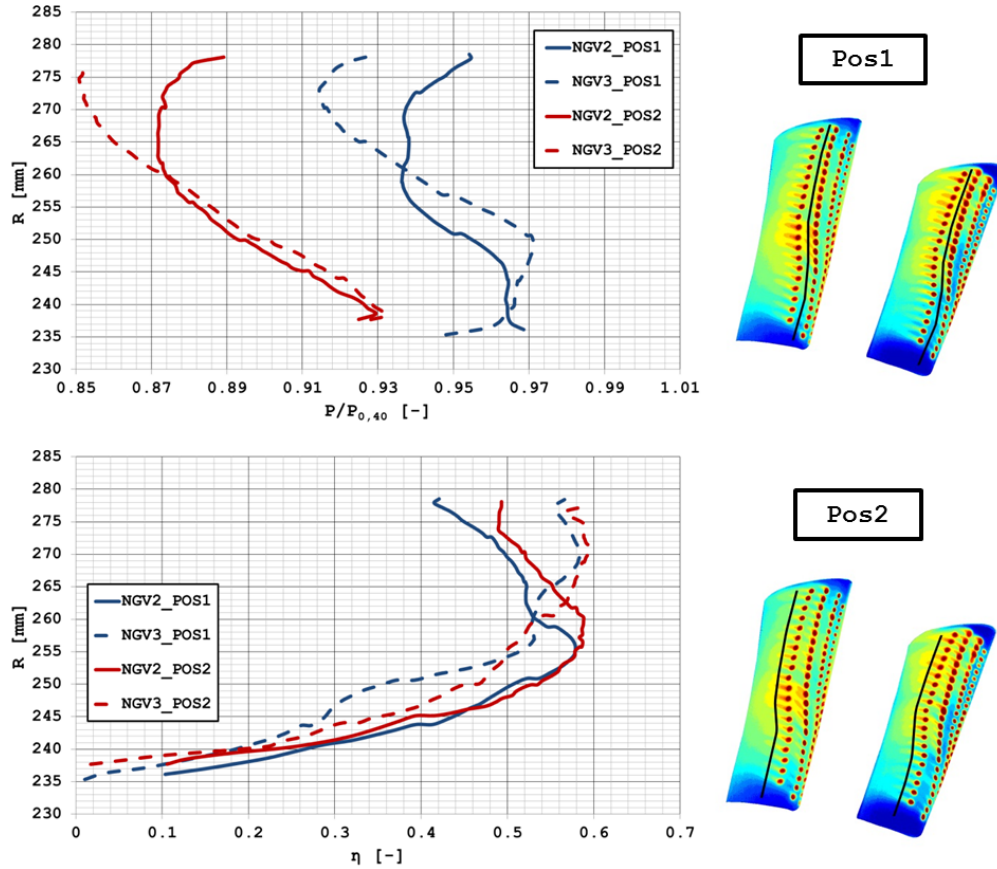 285
280
275
270
265
260
255
250
245
240
235
230
R [mm]
0.85 0.87 0.89 0.91 0.93 0.95 0.97 0.99 1.01
P/P0,40 [-]
NGV2_POS1
NGV3_POS1
NGV2_POS2
NGV3_POS2
Pos1
285
280
275
270
265
260
255
250
245
240
235
230
R [mm]
0 0.1 0.2 0.3 0.4 0.5 0.6 0.7
η [-]
NGV2_POS1
NGV3_POS1
NGV2_POS2
NGV3_POS2
Pos2